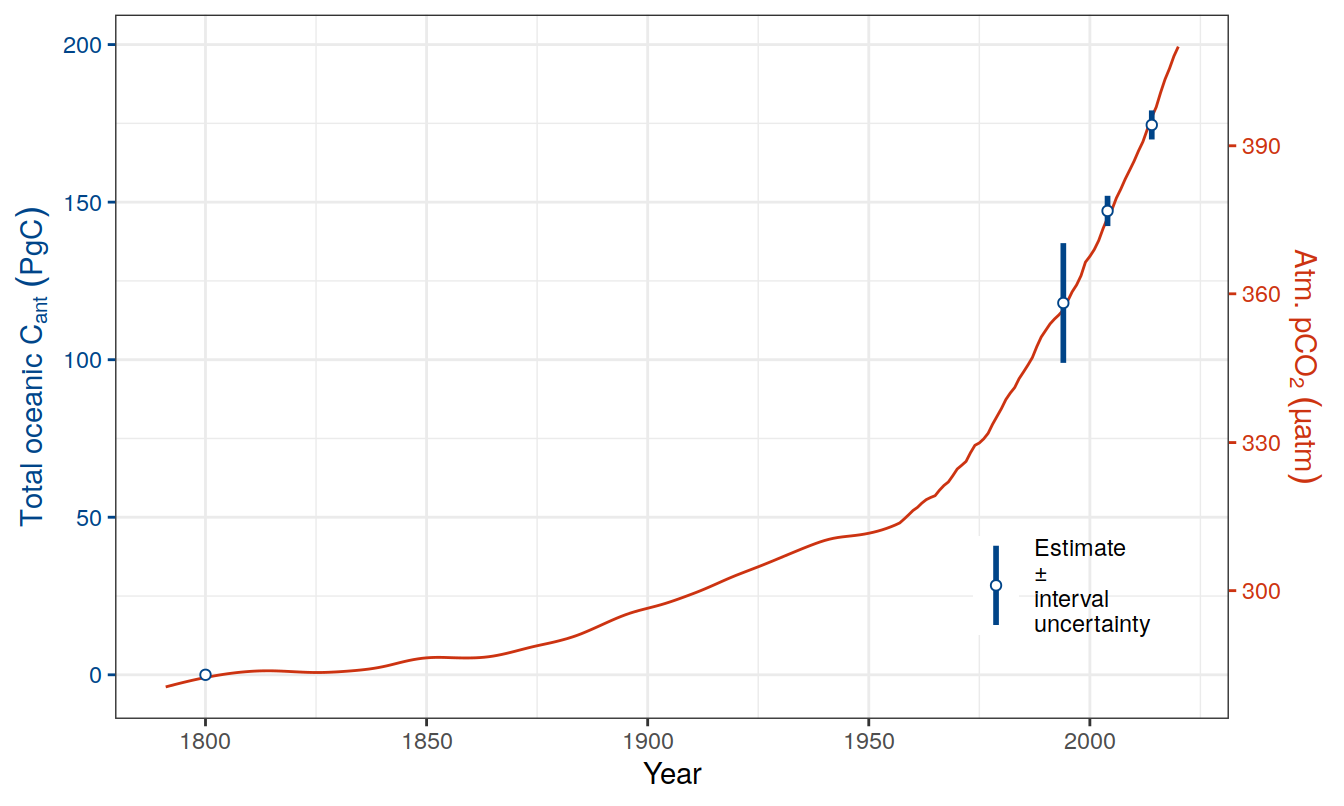 200
150
100
50
0
Total oceanic Cₐₙₜ (PgC)
390
360
330
300
Atm. pCO₂ (µatm)
Estimate
±
interval
uncertainty
1800 1850 1900 1950 2000
Year